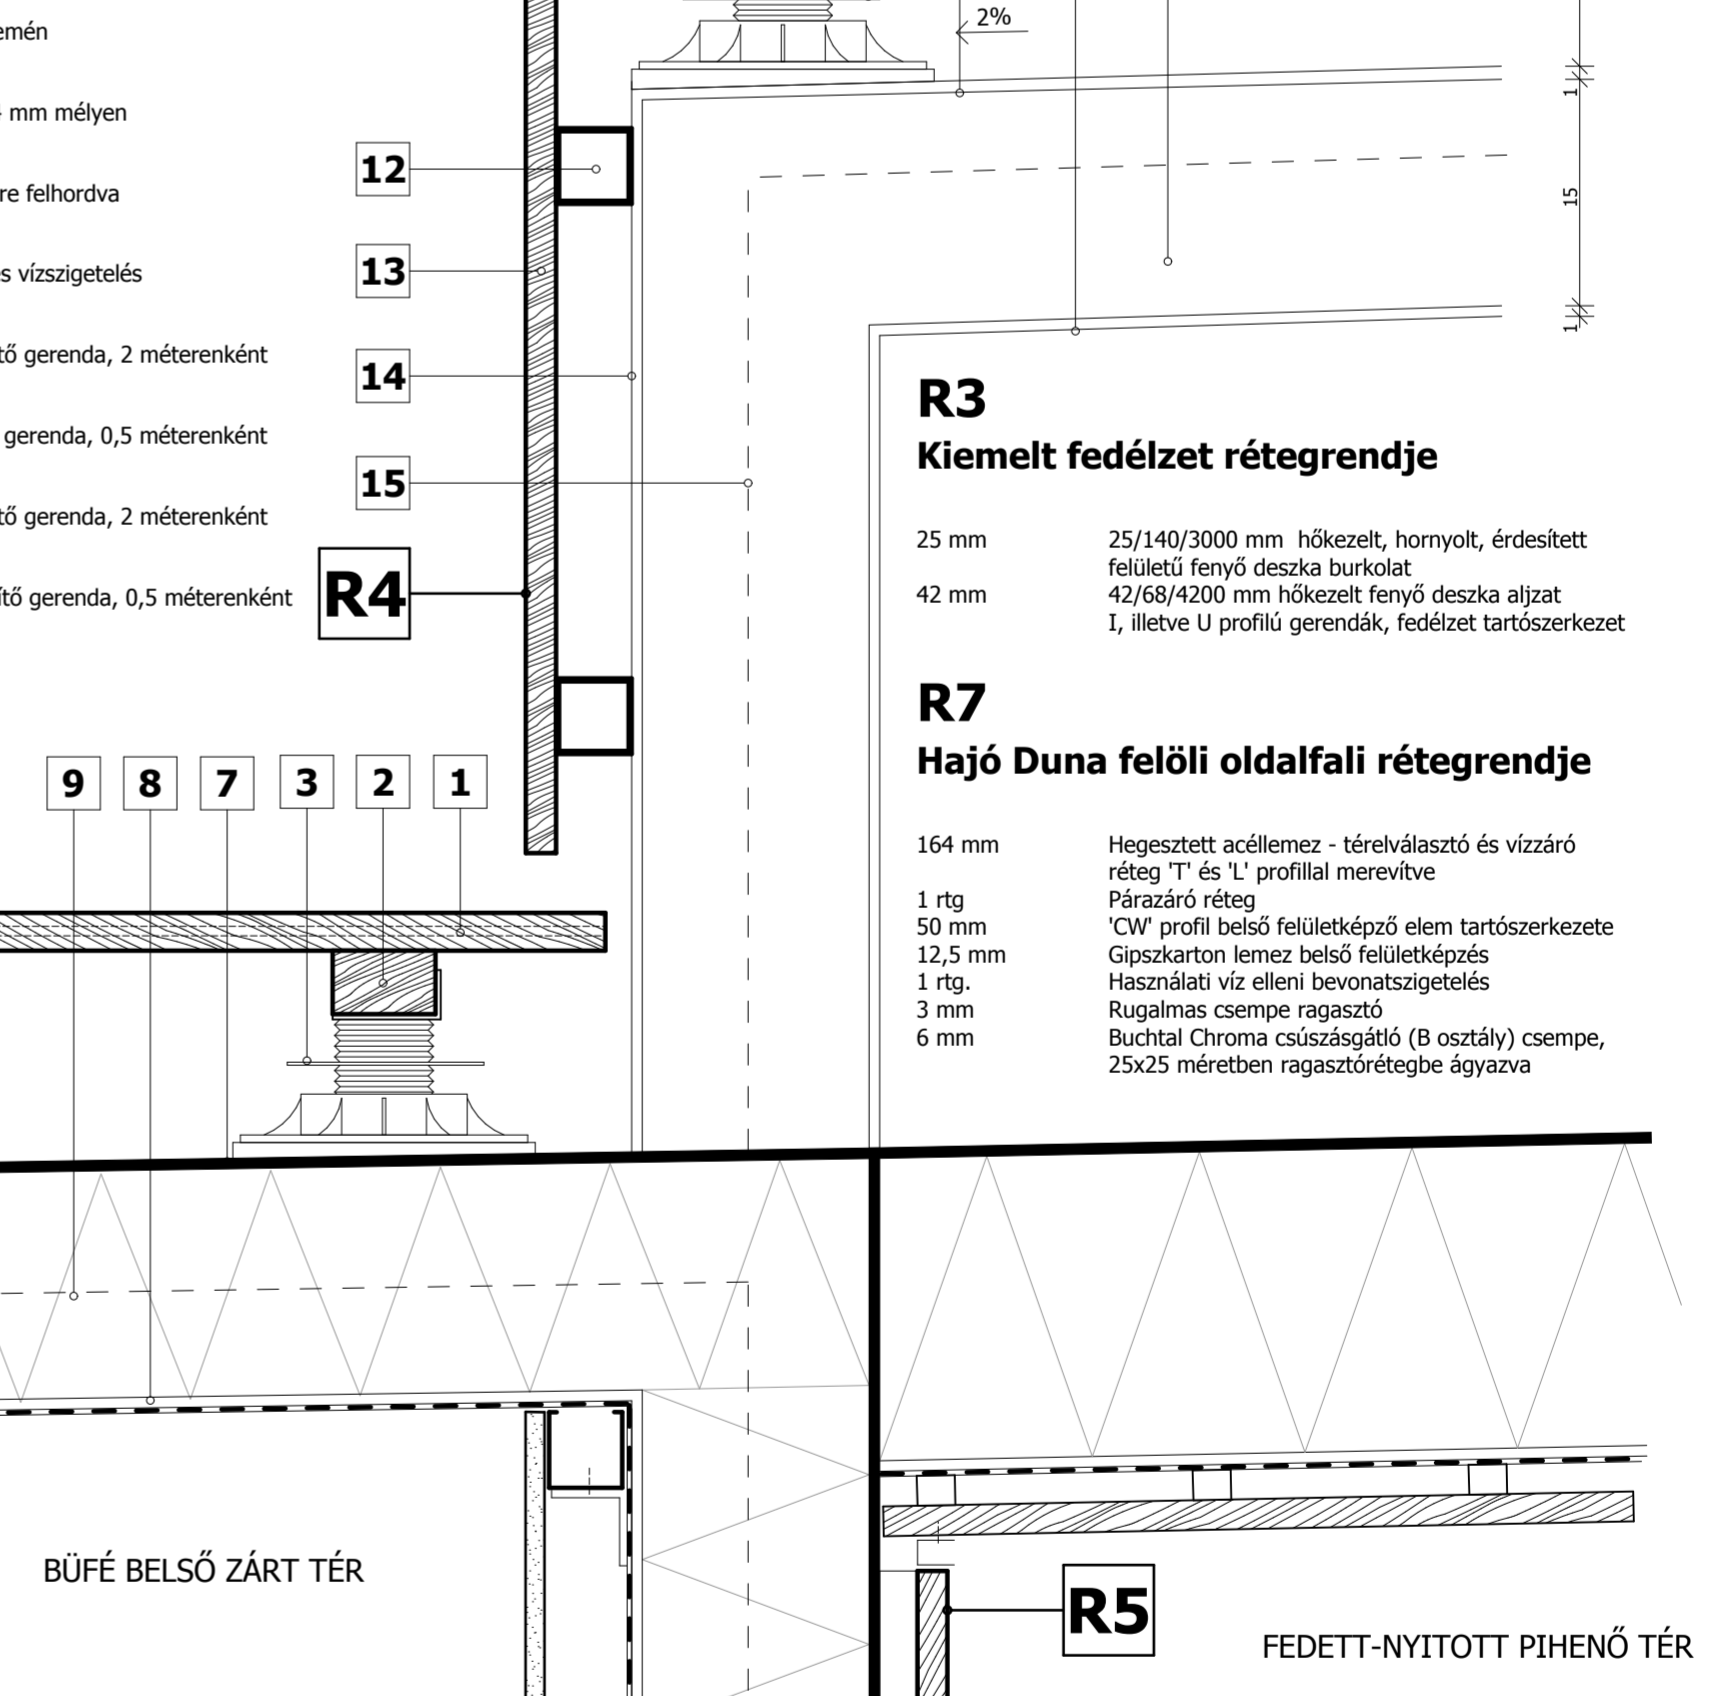 emén
mm mélyen
re felhordva
s vízszigetelés
tő gerenda, 2 méterenként
gerenda, 0,5 méterenként
tő gerenda, 2 méterenként
ítő gerenda, 0,5 méterenként
2%
12
13
14
15
R4
1
15
1
R3
Kiemelt fedélzet rétegrendje
25 mm 25/140/3000 mm hőkezelt, hornyolt, érdesített
felületű fenyő deszka burkolat
42 mm 42/68/4200 mm hőkezelt fenyő deszka aljzat
I, illetve U profilú gerendák, fedélzet tartószerkezet
R7
Hajó Duna felöli oldalfali rétegrendje
164 mm Hegesztett acéllemez - térelválasztó és vízzáró
réteg 'T' és 'L' profillal merevítve
1 rtg Párazáró réteg
50 mm 'CW' profil belső felületképző elem tartószerkezete
12,5 mm Gipszkarton lemez belső felületképzés
1 rtg. Használati víz elleni bevonatszigetelés
3 mm Rugalmas csempe ragasztó
6 mm Buchtal Chroma csúszásgátló (B osztály) csempe,
25x25 méretben ragasztórétegbe ágyazva
9 8 7 3 2 1
BÜFÉ BELSŐ ZÁRT TÉR
R5
FEDETT-NYITOTT PIHENŐ TÉR